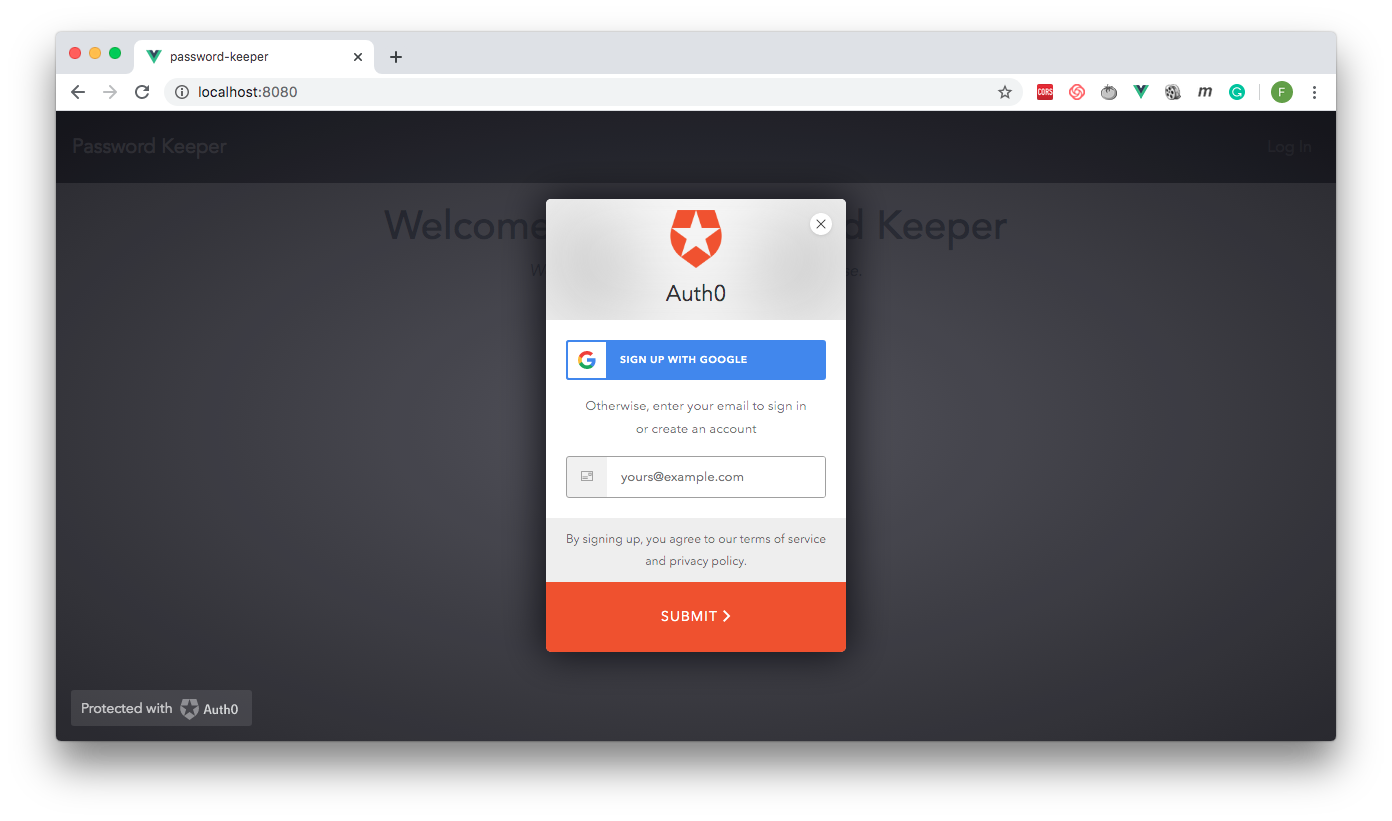 password-keeper
localhost:8080
CORS
m
G
F
Password Keeper
Log In
Welcome d Keeper
W se.
Auth0
G SIGN UP WITH GOOGLE
Otherwise, enter your email to sign in
or create an account
yours@example.com
By signing up, you agree to our terms of service
and privacy policy.
SUBMIT
Protected with Auth0